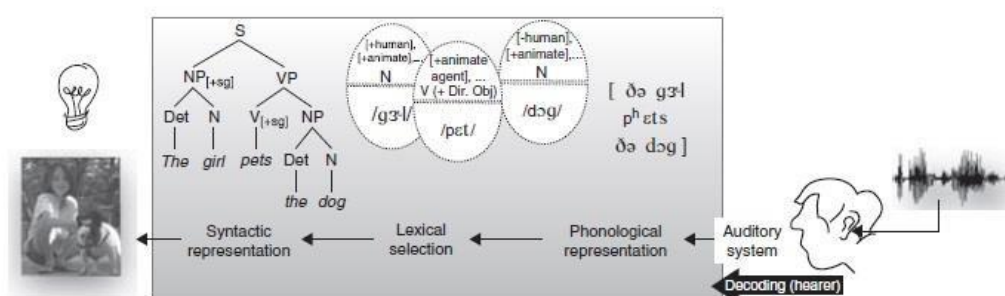 S
NP[+sg] VP
Det N V[+sg] NP
The girl pets Det N
the dog
[+human],
[+animate],...
N
/gɝl/
[+animate
agent], ...
V (+ Dir. Obj)
/pɛt/
[-human],
[+animate],...
N
/dɔg/
[ ðə gɝl
pʰ ɛts
ðə dɔg ]
Syntactic
representation
Lexical
selection
Phonological
representation
Auditory
system
Decoding (hearer)